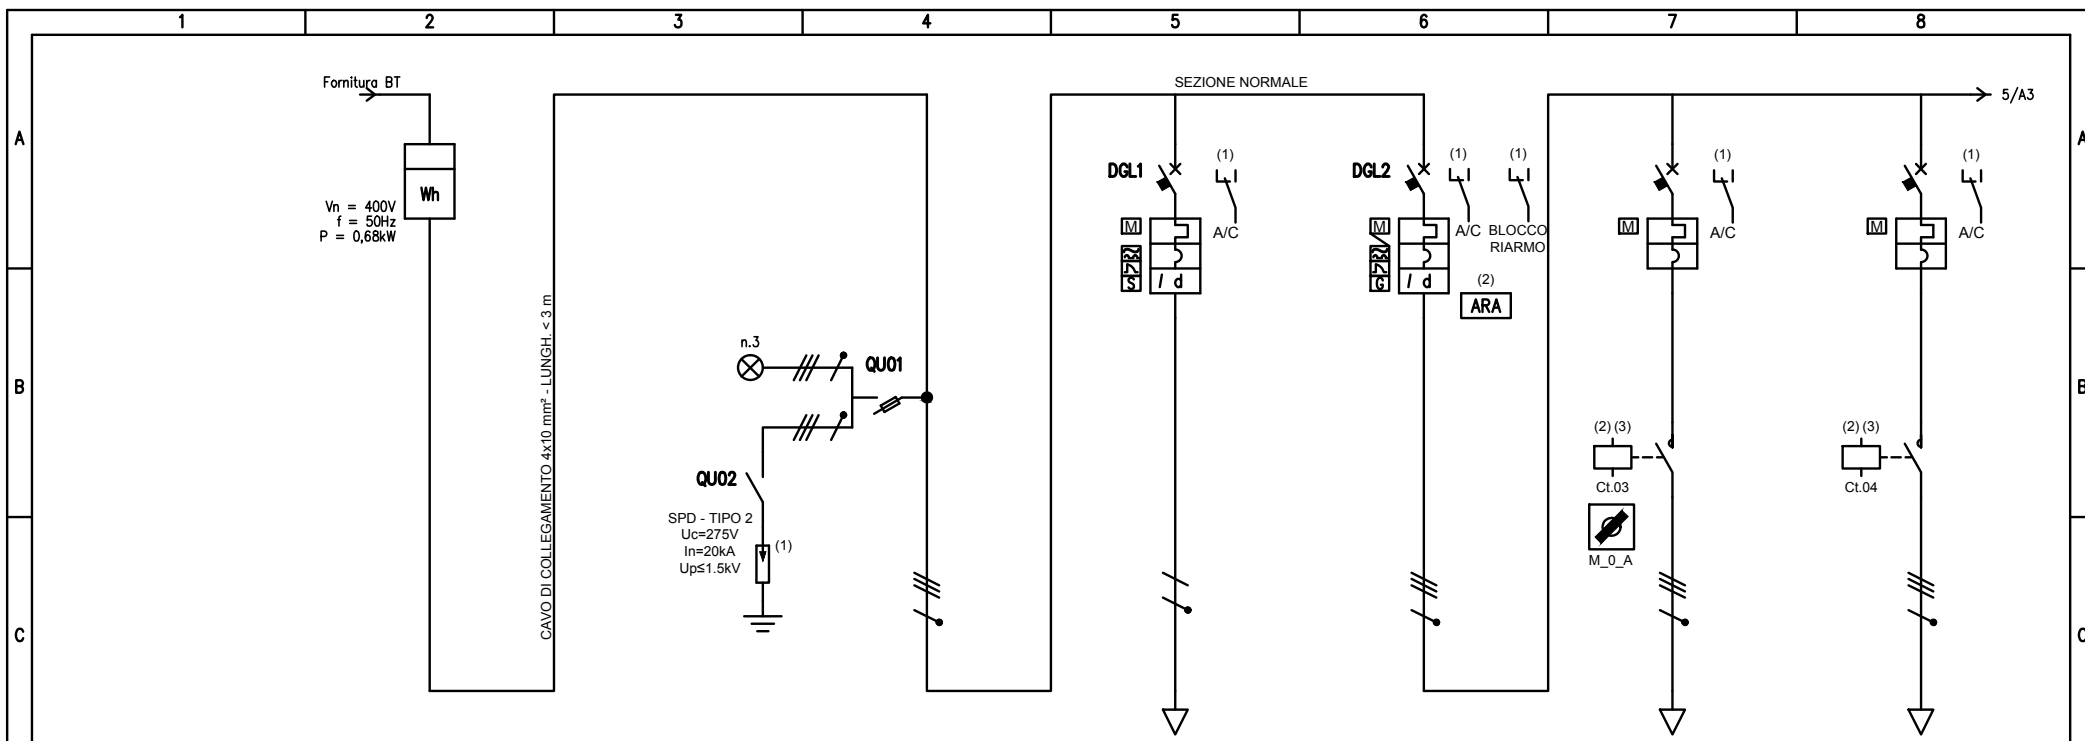 1 2 3 4 5 6 7 8
Fornitura BT
SEZIONE NORMALE
5/A3
A
A
Wh
Vn = 400V
f = 50Hz
P = 0,68kW
DGL1
(1)
A/C
M
S
I d
DGL2
(1)
(1)
A/C
BLOCCO
RIARMO
M
G
I d
(2)
ARA
(1)
M
A/C
(1)
M
A/C
CAVO DI COLLEGAMENTO 4x10 mm² - LUNGH. < 3 m
B
B
n.3
QU01
QU02
SPD - TIPO 2
Uc=275V
In=20kA
Up≤1.5kV
(1)
(2) (3)
Ct.03
M_0_A
(2) (3)
Ct.04
C
C